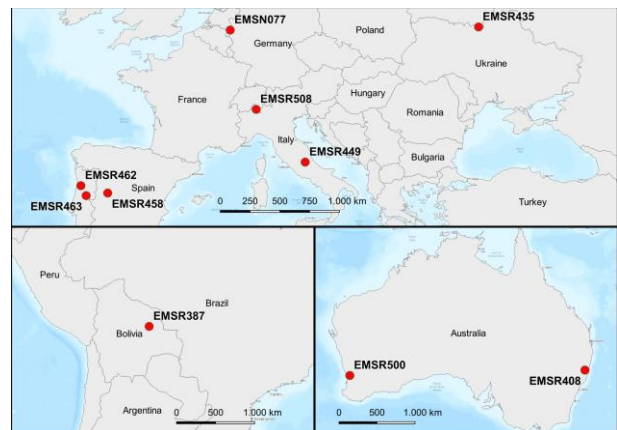 EMSN077
EMSR435
Poland
Germany
Ukraine
EMSR508
France
Hungary
Romania
Italy
EMSR449
Bulgaria
EMSR462
Spain
EMSR463
EMSR458
Turkey
0 250 500 750 1.000 km
Peru
Brazil
EMSR387
Bolivia
Argentina
0 500 1.000 km
Australia
EMSR500
EMSR408
0 500 1.000 km